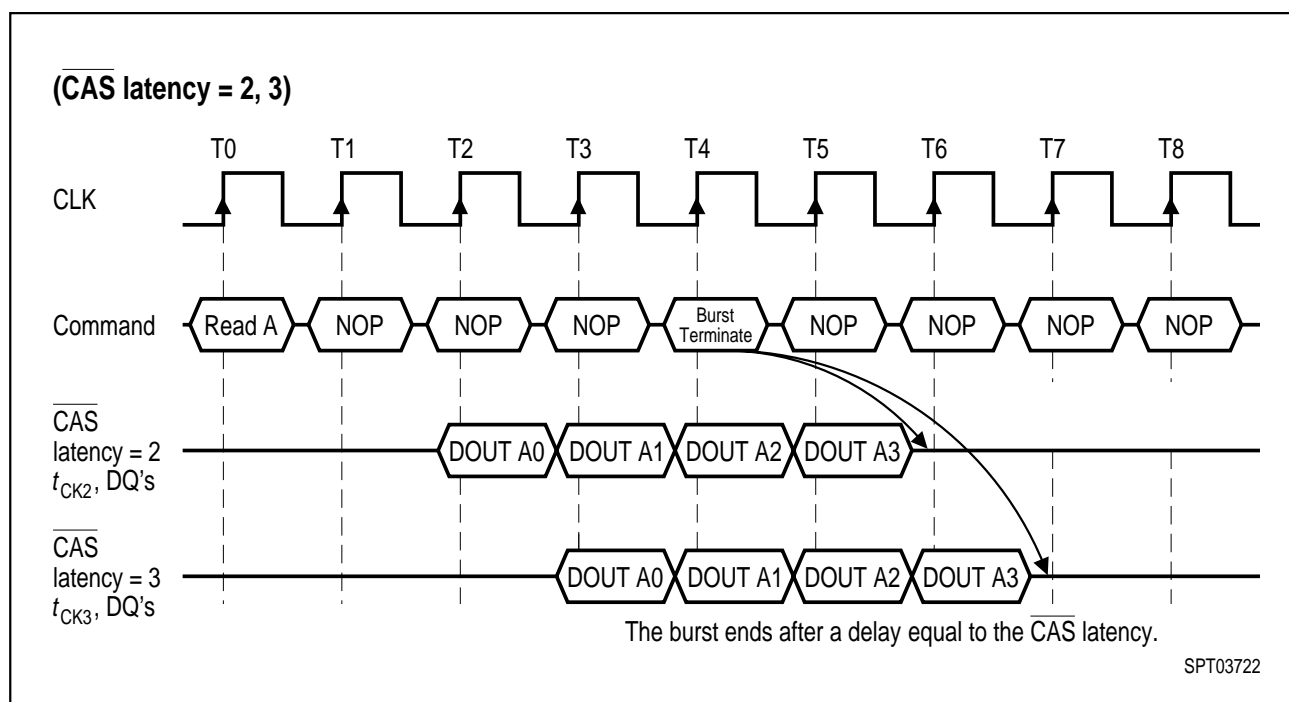 (CAS latency = 2, 3)
T0 T1 T2 T3 T4 T5 T6 T7 T8
CLK
Command Read A NOP NOP NOP Burst Terminate NOP NOP NOP NOP
CAS
latency = 2
tCK2, DQ's
DOUT A0 DOUT A1 DOUT A2 DOUT A3
CAS
latency = 3
tCK3, DQ's
DOUT A0 DOUT A1 DOUT A2 DOUT A3
The burst ends after a delay equal to the CAS latency.
SPT03722